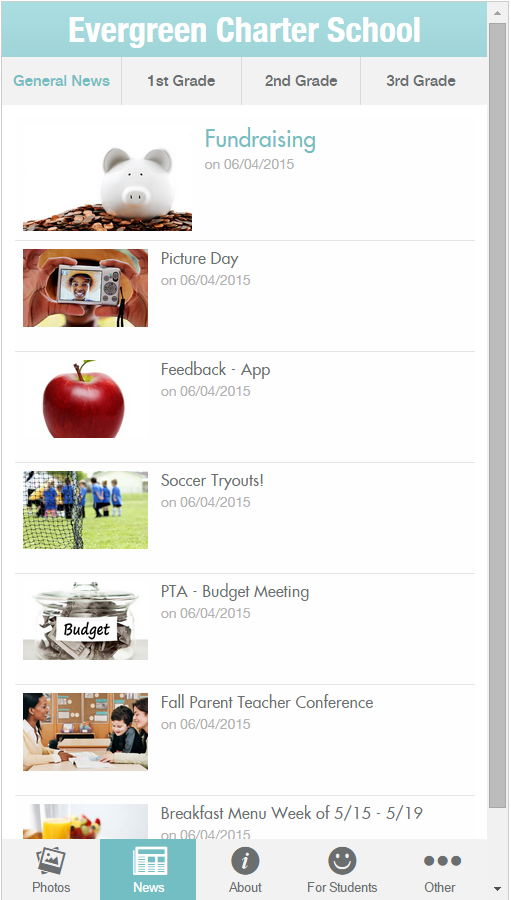 Evergreen Charter School
General News
1st Grade
2nd Grade
3rd Grade
Fundraising
on 06/04/2015
Picture Day
on 06/04/2015
Feedback - App
on 06/04/2015
Soccer Tryouts!
on 06/04/2015
Budget
PTA - Budget Meeting
on 06/04/2015
Fall Parent Teacher Conference
on 06/04/2015
Breakfast Menu Week of 5/15 - 5/19
on 06/04/2015
Photos
News
About
For Students
Other